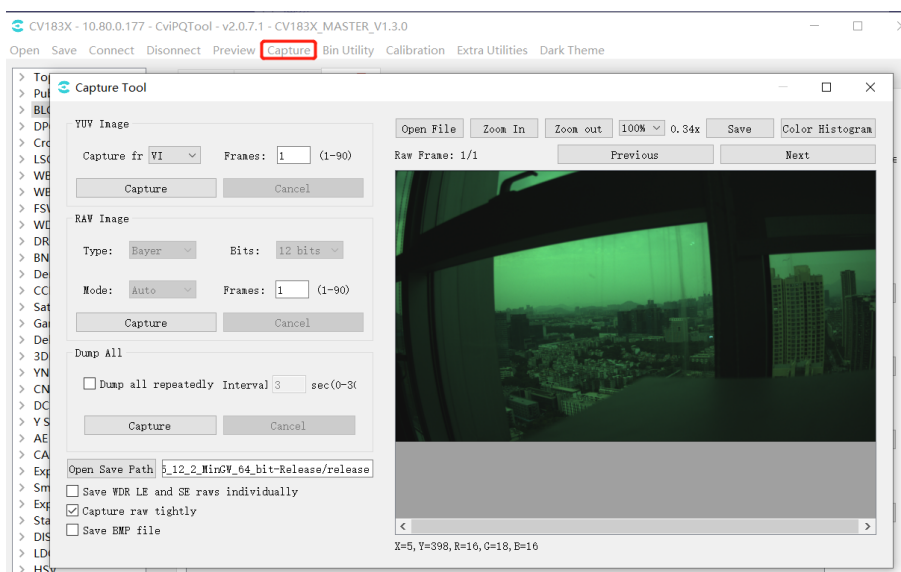 CV183X - 10.80.0.177 - CviPQTool - v2.0.7.1 - CV183X_MASTER_V1.3.0
Open Save Connect Disconnect Preview Capture Bin Utility Calibration Extra Utilities Dark Theme
Capture Tool
YUV Image
Capture fr VI Frames: 1 (1-90)
Capture Cancel
RAW Image
Type: Bayer Bits: 12 bits
Mode: Auto Frames: 1 (1-90)
Capture Cancel
Dump All
Dump all repeatedly Interval 3 sec(0-3(
Capture Cancel
Open Save Path 5_12_2_MinGW_64_bit-Release/release
Save WDR LE and SE raws individually
Capture raw tightly
Save BMP file
Open File Zoom In Zoom out 100% 0.34x Save Color Histogram
Raw Frame: 1/1 Previous Next
X=5, Y=398, R=16, G=18, B=16
To
Pul
BL
DP
Cro
LSC
WE
WE
FSV
WD
DR
BN
De
CC
Sat
Gar
De
3D
YN
CN
DC
Y S
AE
CA
Exp
Sm
Exp
Sta
DIS
LD
HSV